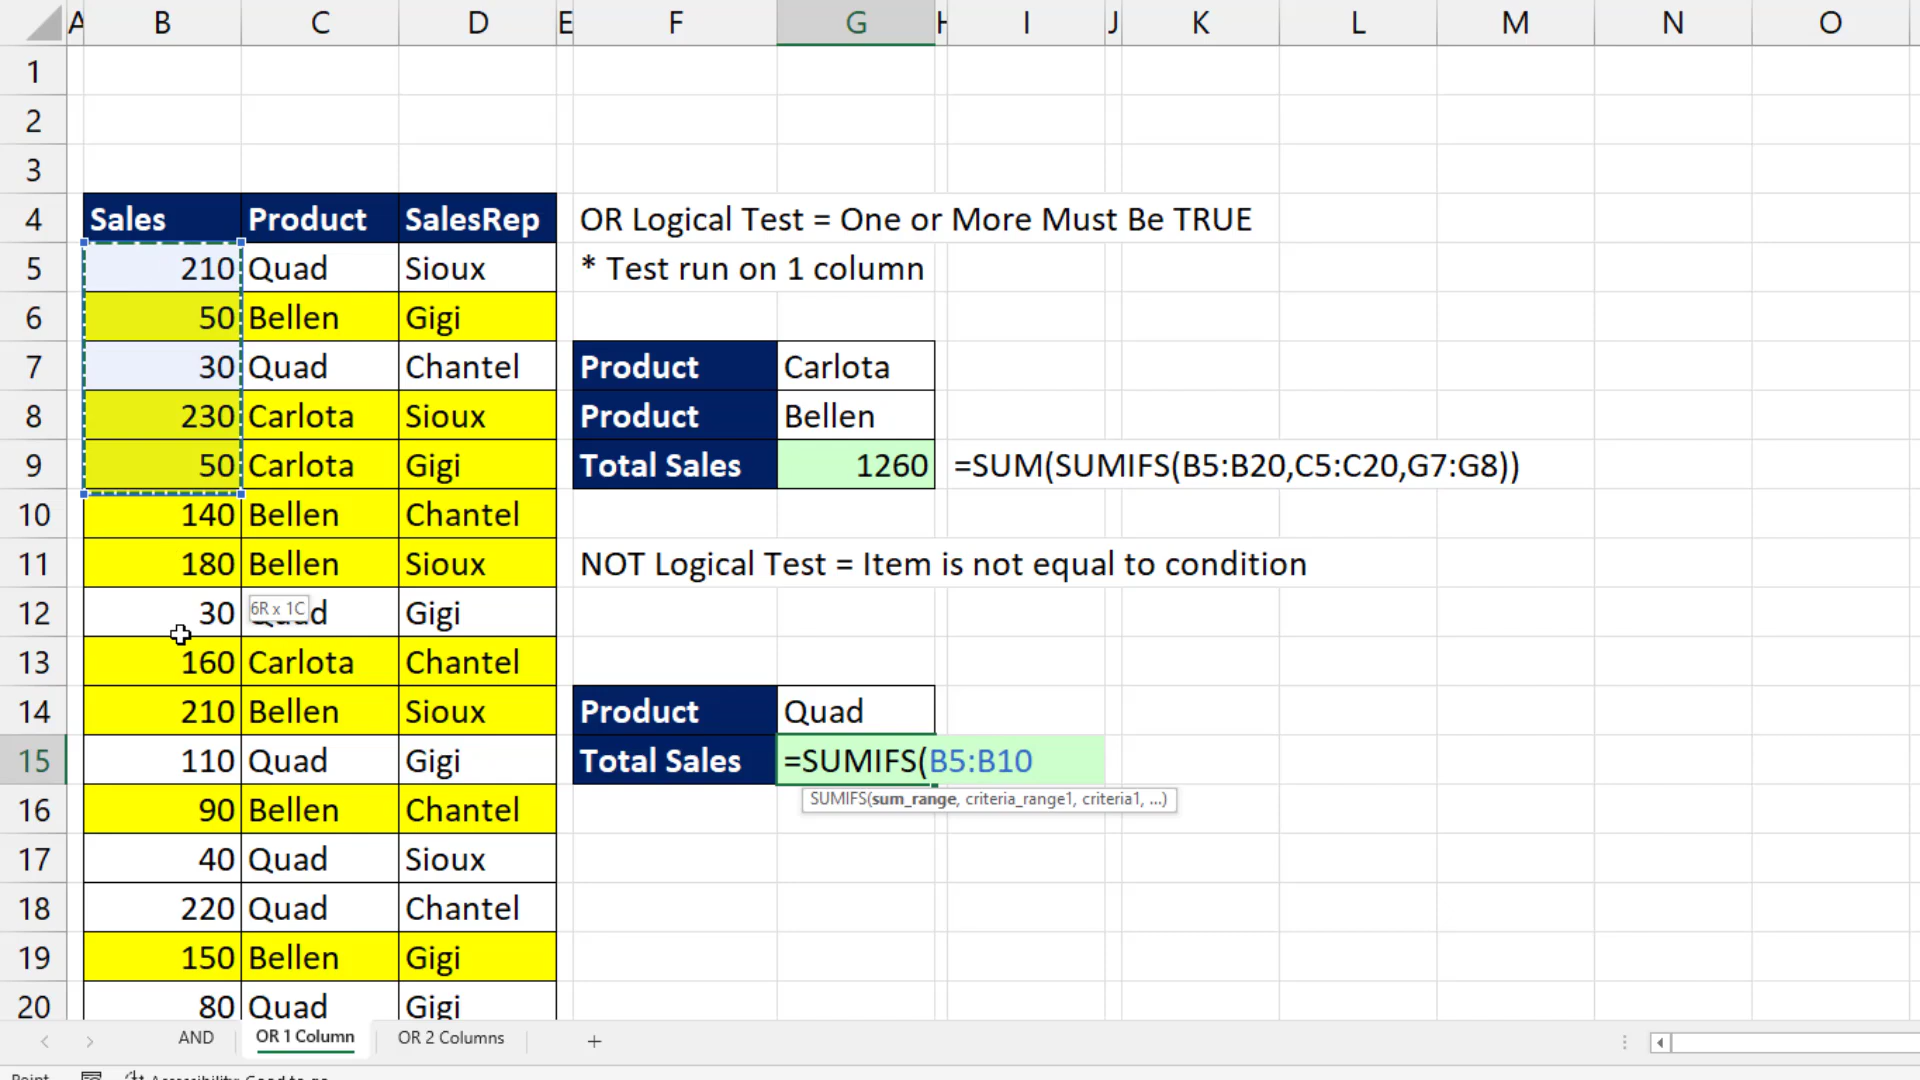 A B C D E F G H I J K L M N O
1
2
3
4 Sales Product SalesRep OR Logical Test = One or More Must Be TRUE
5 210 Quad Sioux * Test run on 1 column
6 50 Bellen Gigi
7 30 Quad Chantel Product Carlota
8 230 Carlota Sioux Product Bellen
9 50 Carlota Gigi Total Sales 1260 =SUM(SUMIFS(B5:B20,C5:C20,G7:G8))
10 140 Bellen Chantel
11 180 Bellen Sioux NOT Logical Test = Item is not equal to condition
12 30 6R x 1C Quad Gigi
13 160 Carlota Chantel
14 210 Bellen Sioux Product Quad
15 110 Quad Gigi Total Sales =SUMIFS(B5:B10
16 90 Bellen Chantel SUMIFS(sum_range, criteria_range1, criteria1, ...)
17 40 Quad Sioux
18 220 Quad Chantel
19 150 Bellen Gigi
20 80 Quad Gigi
AND OR 1 Column OR 2 Columns +
Point Accessibility: Good to go